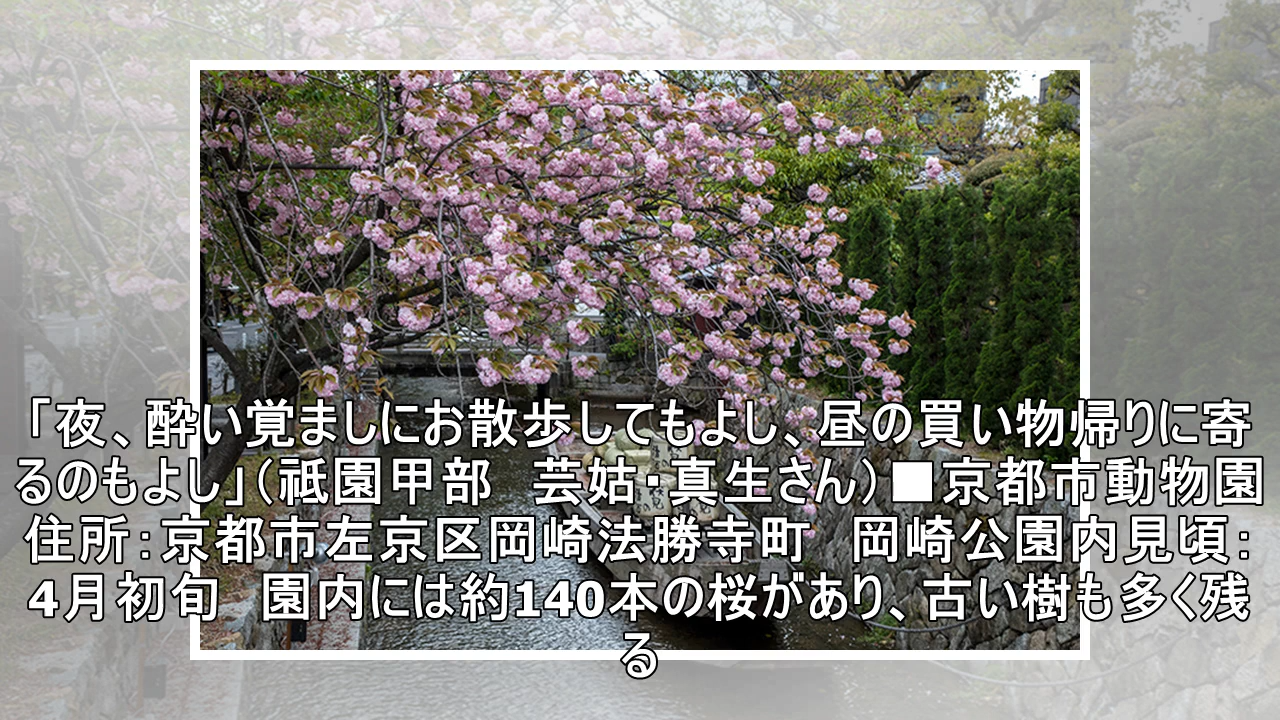 「夜、酔い覚ましにお散歩してもよし、昼の買い物帰りに寄
るのもよし」（祇園甲部　芸姑・真生さん）■京都市動物園
住所：京都市左京区岡崎法勝寺町　岡崎公園内見頃：
4月初旬　園内には約140本の桜があり、古い樹も多く残
る